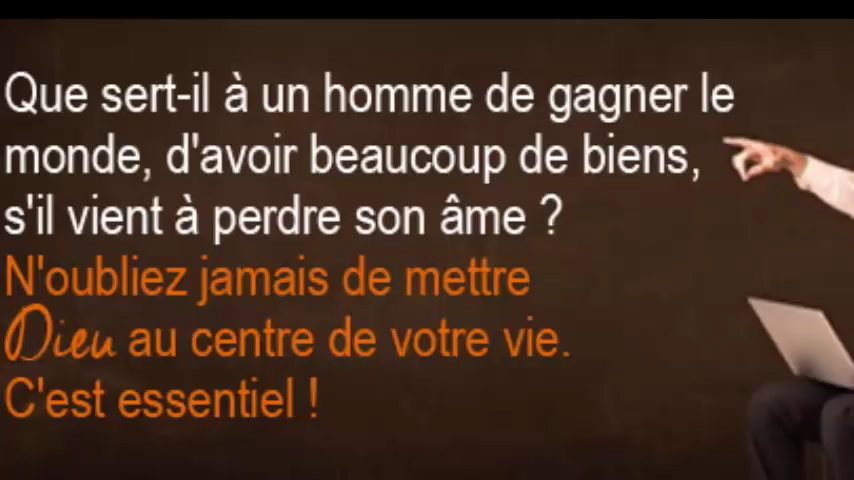 Que sert-il à un homme de gagner le
monde, d'avoir beaucoup de biens,
s'il vient à perdre son âme ?
N'oubliez jamais de mettre
Dieu au centre de votre vie.
C'est essentiel !